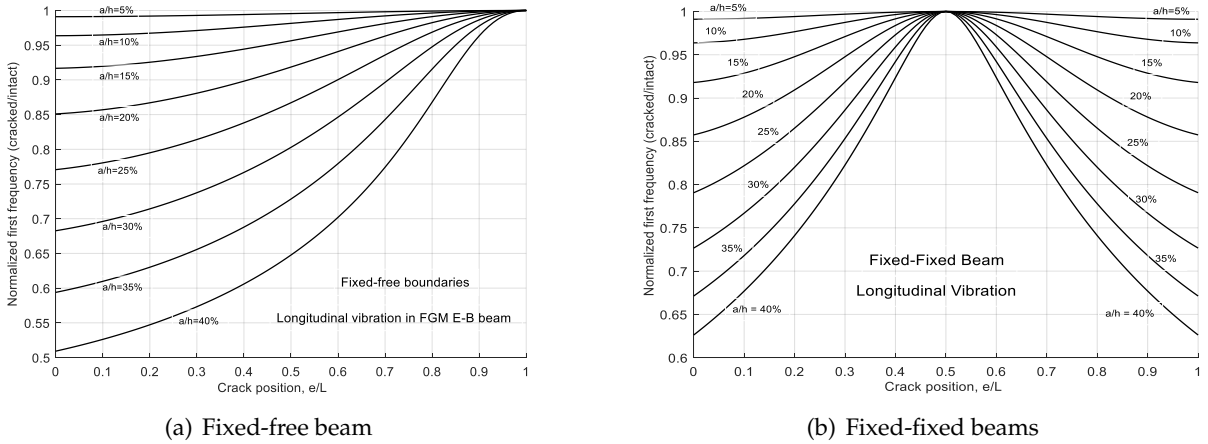 a/h=5%
a/h=10%
a/h=15%
a/h=20%
a/h=25%
a/h=30%
a/h=35%
a/h=40%
Fixed-free boundaries
Longitudinal vibration in FGM E-B beam
1
0.95
0.9
0.85
0.8
0.75
0.7
0.65
0.6
0.55
0.5
0 0.1 0.2 0.3 0.4 0.5 0.6 0.7 0.8 0.9 1
Crack position, e/L
Normalized first frequency (cracked/intact)
(a) Fixed-free beam
a/h=5% a/h=5%
10% 10%
15% 15%
20% 20%
25% 25%
30% 30%
35% 35%
a/h = 40% a/h = 40%
Fixed-Fixed Beam
Longitudinal Vibration
1
0.95
0.9
0.85
0.8
0.75
0.7
0.65
0.6
0 0.1 0.2 0.3 0.4 0.5 0.6 0.7 0.8 0.9 1
Crack position, e/L
Normalized first frequency (cracked/intact)
(b) Fixed-fixed beams